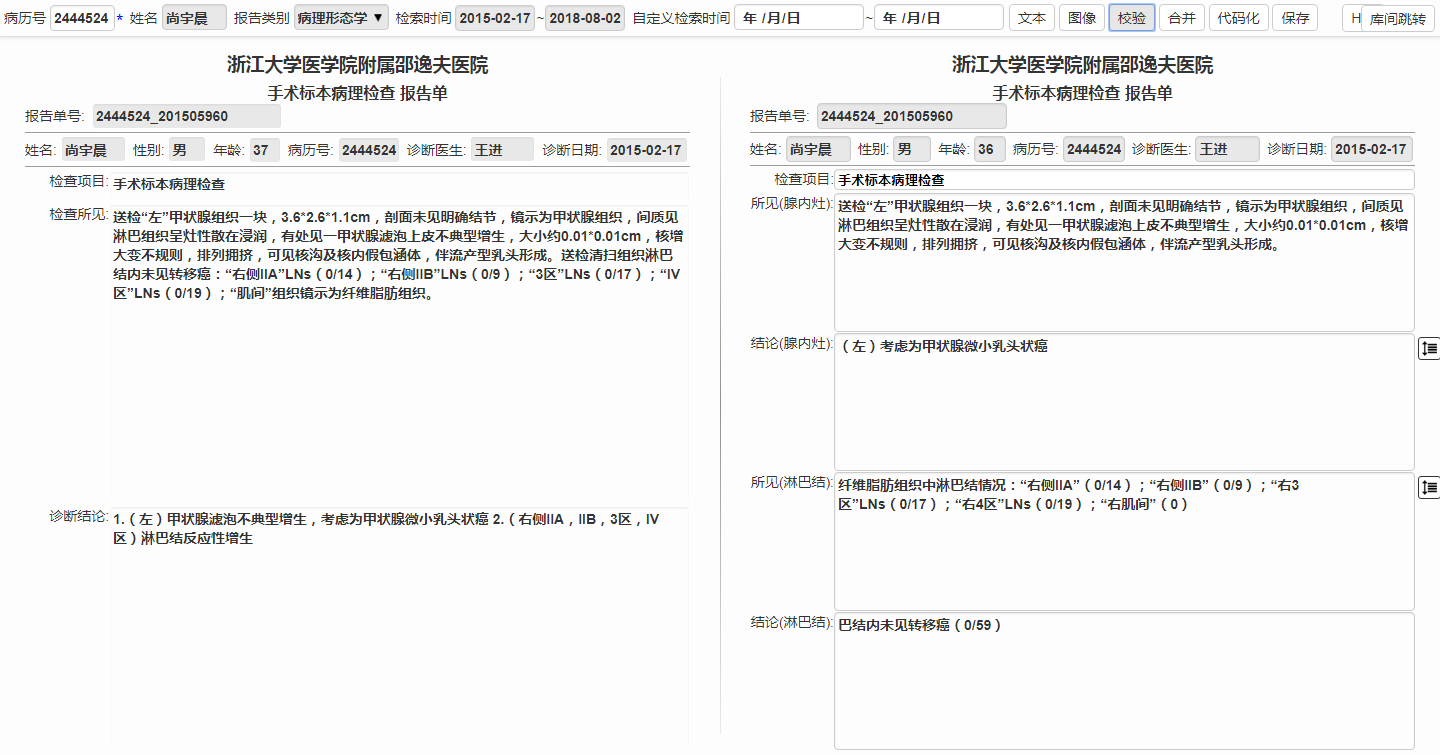 病历号 2444524 * 姓名 尚宇晨 报告类别 病理形态学 ▼ 检索时间 2015-02-17 ~ 2018-08-02 自定义检索时间 年 /月/日 ~ 年 /月/日 文本 图像 校验 合并 代码化 保存 H 库间跳转
浙江大学医学院附属邵逸夫医院
手术标本病理检查 报告单
报告单号: 2444524_201505960
姓名: 尚宇晨 性别: 男 年龄: 37 病历号: 2444524 诊断医生: 王进 诊断日期: 2015-02-17
检查项目: 手术标本病理检查
检查所见: 送检“左”甲状腺组织一块，3.6*2.6*1.1cm，剖面未见明确结节，镜示为甲状腺组织，间质见
淋巴组织呈灶性散在浸润，有处见一甲状腺滤泡上皮不典型增生，大小约0.01*0.01cm，核增
大变不规则，排列拥挤，可见核沟及核内假包涵体，伴流产型乳头形成。送检清扫组织淋巴
结内未见转移癌：“右侧IIA”LNs（0/14）；“右侧IIB”LNs（0/9）；“3区”LNs（0/17）；“IV
区”LNs（0/19）；“肌间”组织镜示为纤维脂肪组织。
诊断结论: 1.（左）甲状腺滤泡不典型增生，考虑为甲状腺微小乳头状癌 2.（右侧IIA，IIB，3区，IV
区）淋巴结反应性增生
浙江大学医学院附属邵逸夫医院
手术标本病理检查 报告单
报告单号: 2444524_201505960
姓名: 尚宇晨 性别: 男 年龄: 36 病历号: 2444524 诊断医生: 王进 诊断日期: 2015-02-17
检查项目: 手术标本病理检查
所见(腺内灶): 送检“左”甲状腺组织一块，3.6*2.6*1.1cm，剖面未见明确结节，镜示为甲状腺组织，间质见
淋巴组织呈灶性散在浸润，有处见一甲状腺滤泡上皮不典型增生，大小约0.01*0.01cm，核增
大变不规则，排列拥挤，可见核沟及核内假包涵体，伴流产型乳头形成。
结论(腺内灶): （左）考虑为甲状腺微小乳头状癌
所见(淋巴结): 纤维脂肪组织中淋巴结情况：“右侧IIA”（0/14）；“右侧IIB”（0/9）；“右3
区”LNs（0/17）；“右4区”LNs（0/19）；“右肌间”（0）
结论(淋巴结): 巴结内未见转移癌（0/59）